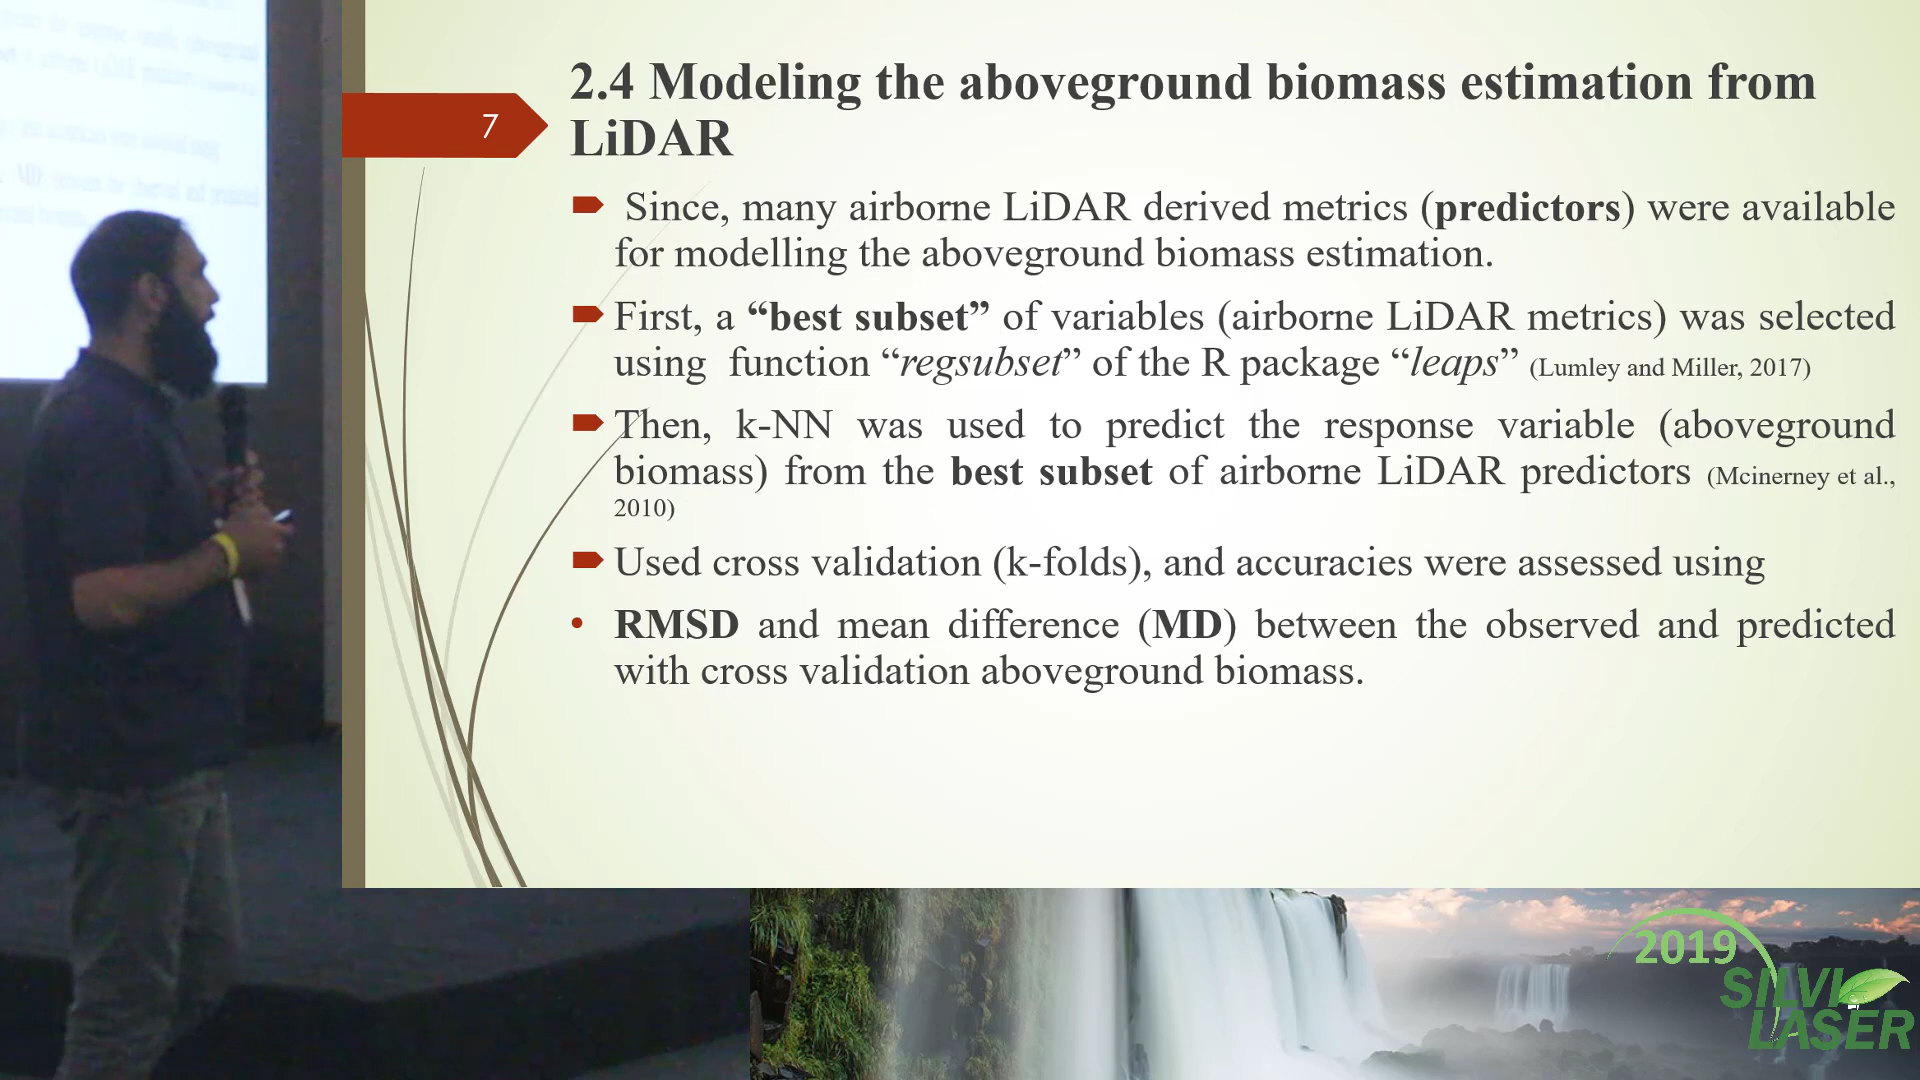 7
2.4 Modeling the aboveground biomass estimation from
LiDAR
Since, many airborne LiDAR derived metrics (predictors) were available
for modelling the aboveground biomass estimation.
First, a “best subset” of variables (airborne LiDAR metrics) was selected
using function “regsubset” of the R package “leaps” (Lumley and Miller, 2017)
Then, k-NN was used to predict the response variable (aboveground
biomass) from the best subset of airborne LiDAR predictors (Mcinerney et al.,
2010)
Used cross validation (k-folds), and accuracies were assessed using
• RMSD and mean difference (MD) between the observed and predicted
with cross validation aboveground biomass.
2019
SILVI
LASER